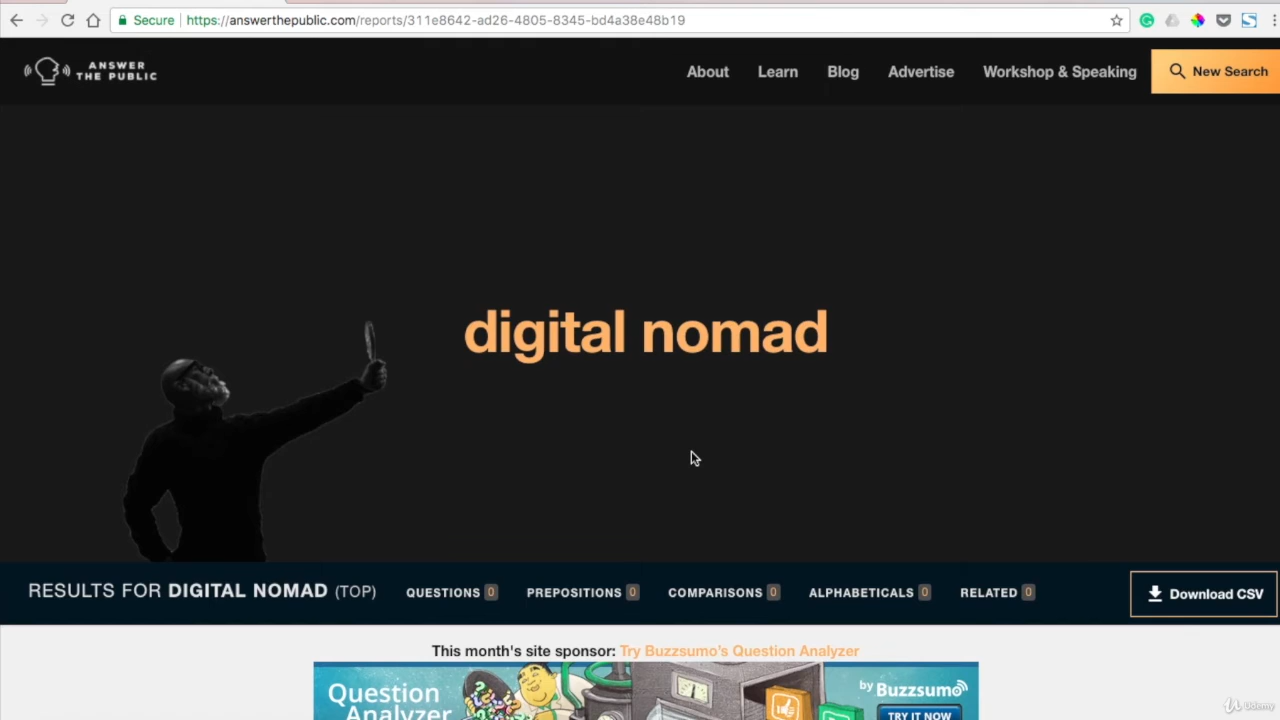 Secure https://answerthepublic.com/reports/311e8642-ad26-4805-8345-bd4a38e48b19
ANSWER
THE PUBLIC
About Learn Blog Advertise Workshop & Speaking New Search
digital nomad
RESULTS FOR DIGITAL NOMAD (TOP) QUESTIONS 0 PREPOSITIONS 0 COMPARISONS 0 ALPHABETICALS 0 RELATED 0 Download CSV
This month's site sponsor: Try Buzzsumo's Question Analyzer
Question
Analyzer
by Buzzsumo
TRY IT NOW
Udemy